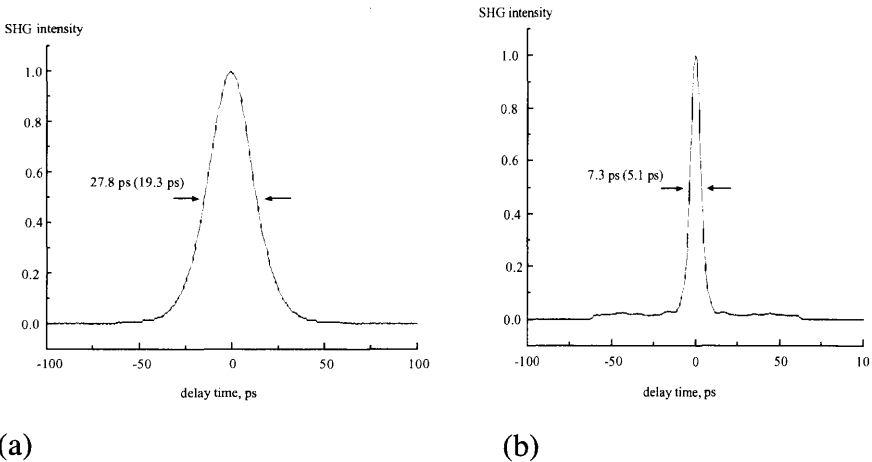 SHG intensity
1.0
0.8
0.6
0.4
0.2
0.0
27.8 ps (19.3 ps)
-100 -50 0 50 100
delay time, ps
(a)
SHG intensity
1.0
0.8
0.6
0.4
0.2
0.0
7.3 ps (5.1 ps)
-100 -50 0 50 10
delay time, ps
(b)